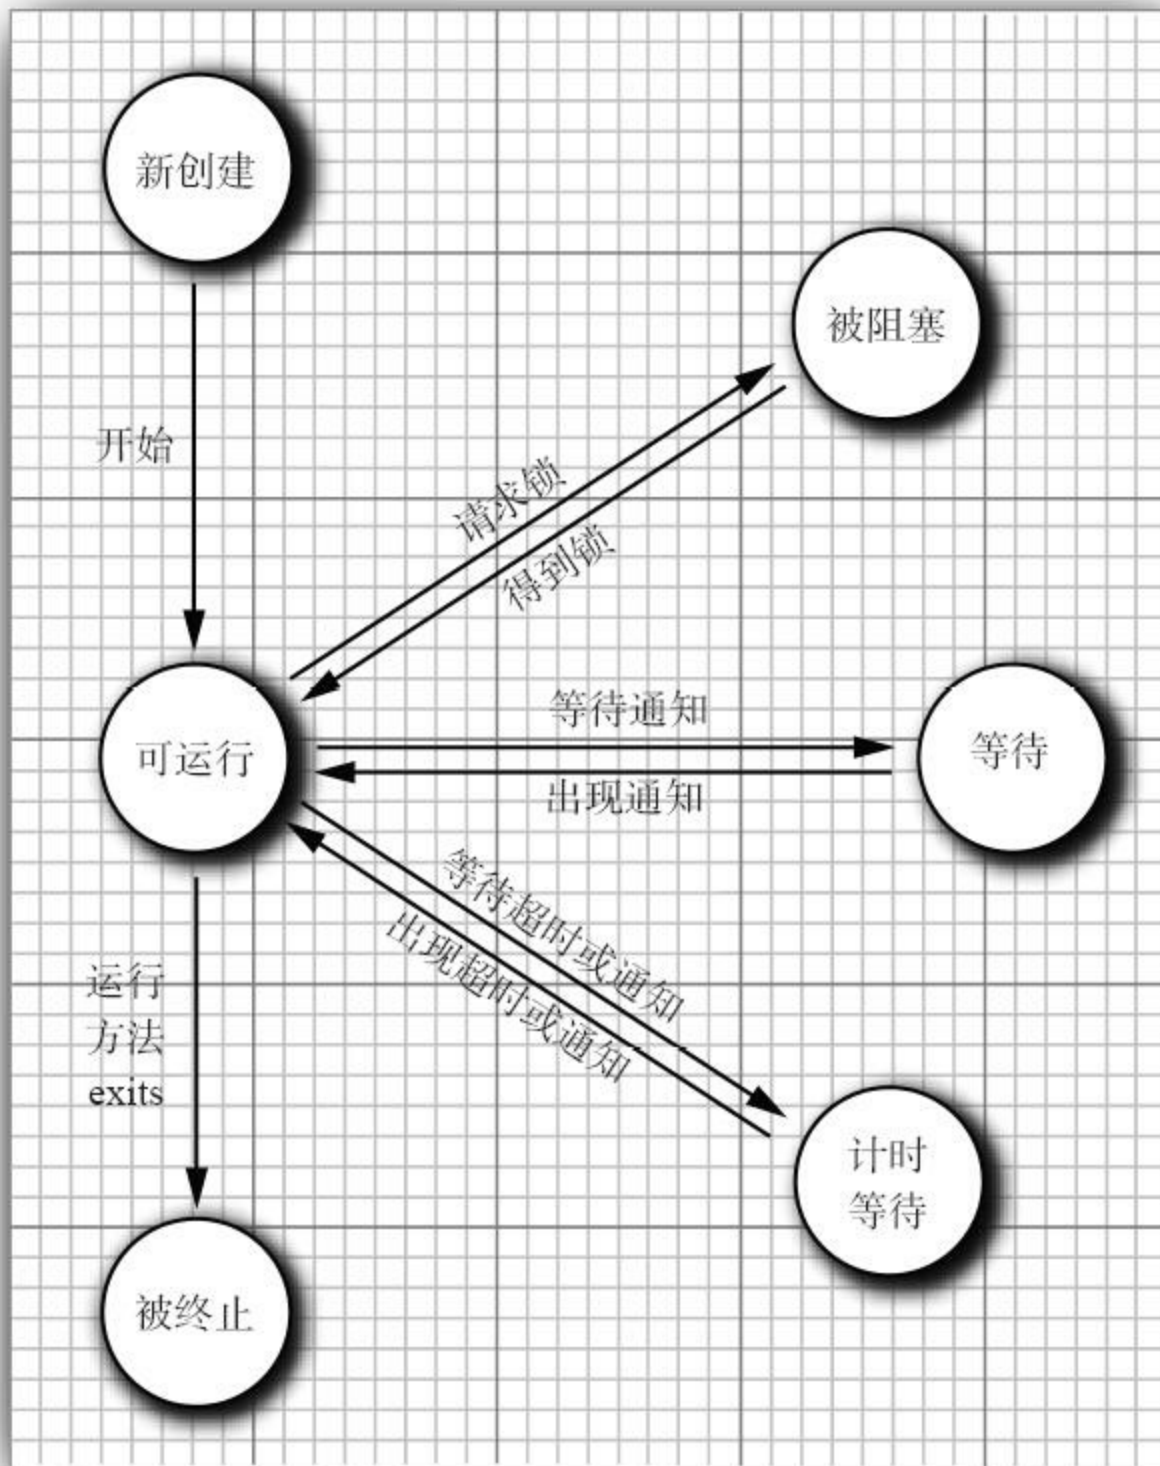 新创建
被阻塞
开始
请求锁
得到锁
等待通知
可运行
等待
出现通知
等待超时或通知
出现超时或通知
运行
方法
exits
计时
等待
被终止